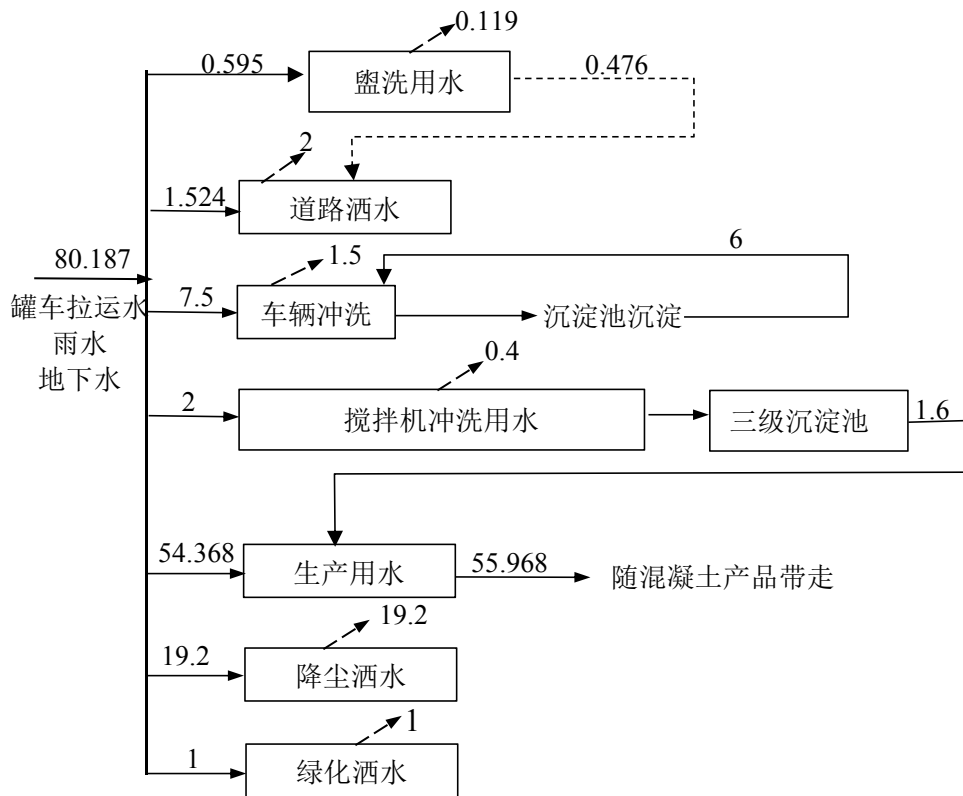 0.119
0.595
盥洗用水
0.476
2
1.524
道路洒水
80.187
罐车拉运水
雨水
地下水
1.5
6
7.5
车辆冲洗
沉淀池沉淀
0.4
2
搅拌机冲洗用水
三级沉淀池
1.6
54.368
生产用水
55.968
随混凝土产品带走
19.2
19.2
降尘洒水
1
1
绿化洒水